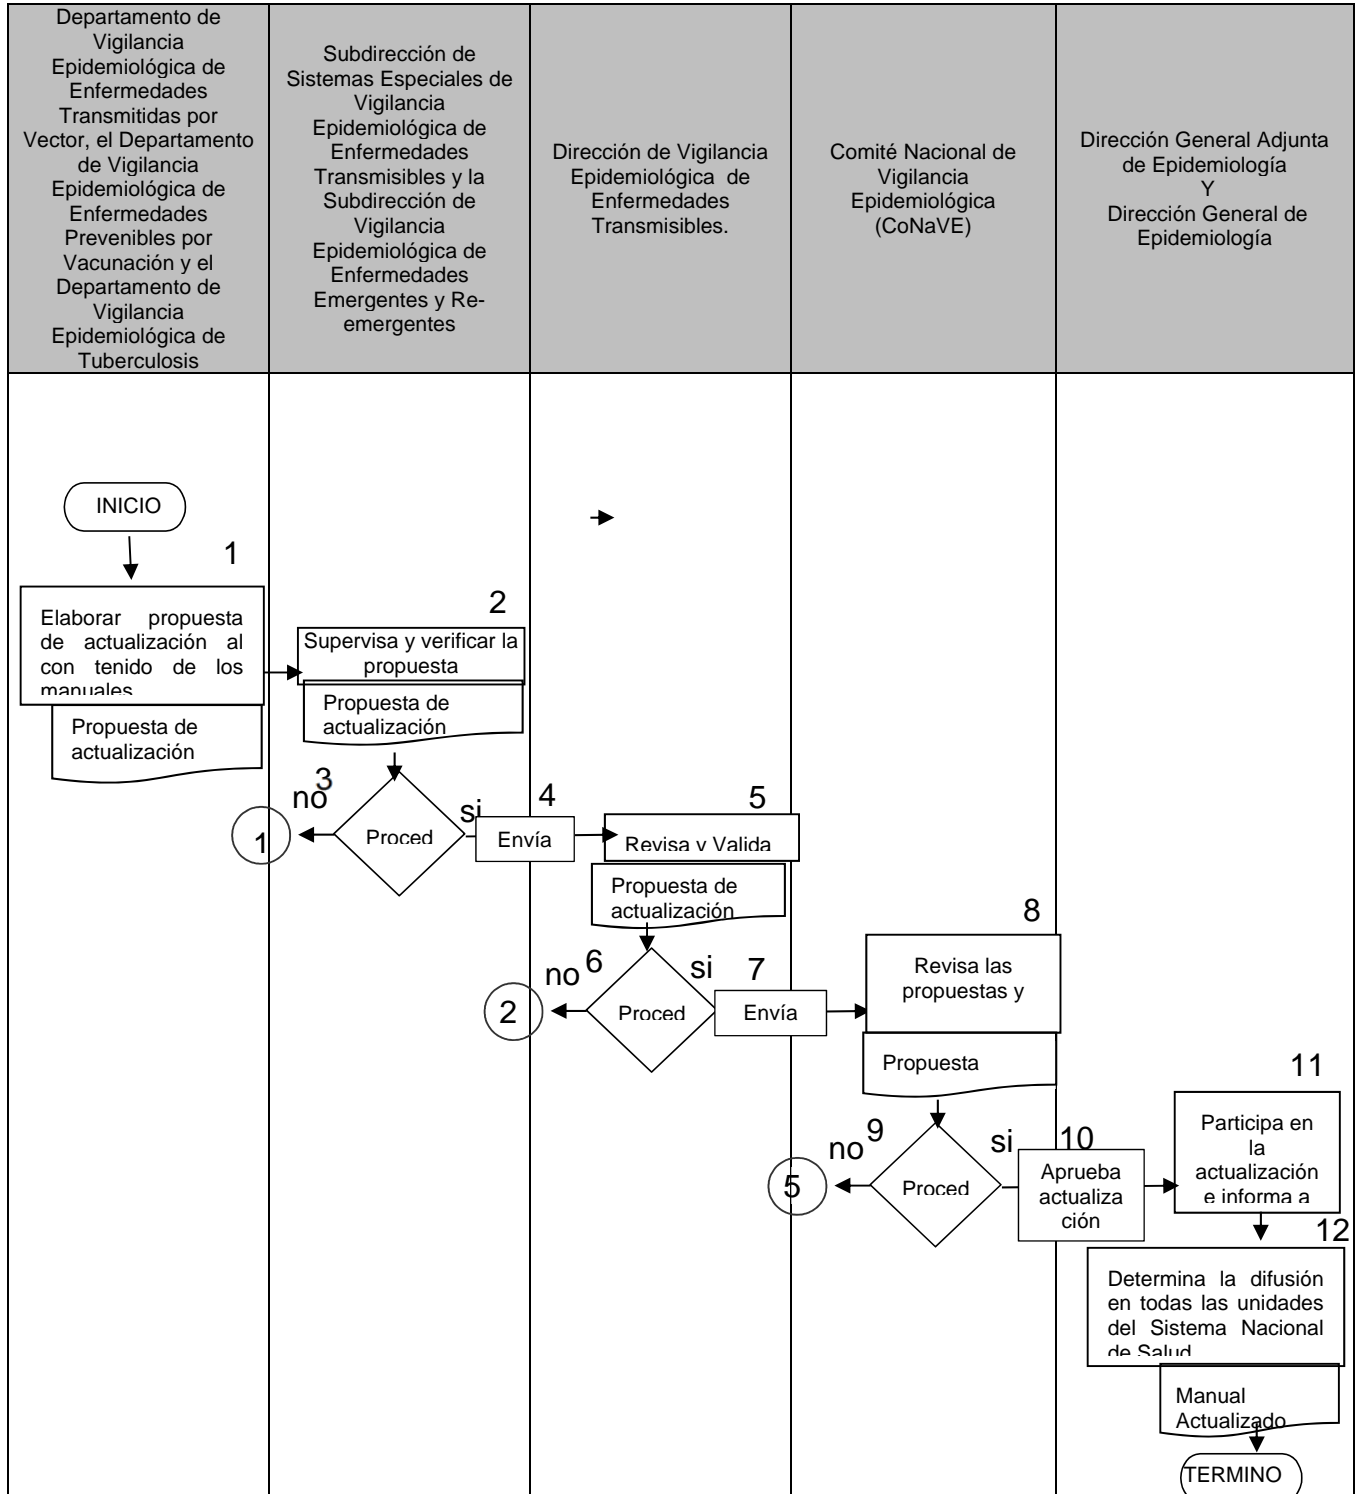 Departamento de
Vigilancia
Epidemiológica de
Enfermedades
Transmitidas por
Vector, el Departamento
de Vigilancia
Epidemiológica de
Enfermedades
Prevenibles por
Vacunación y el
Departamento de
Vigilancia
Epidemiológica de
Tuberculosis
Subdirección de
Sistemas Especiales de
Vigilancia
Epidemiológica de
Enfermedades
Transmisibles y la
Subdirección de
Vigilancia
Epidemiológica de
Enfermedades
Emergentes y Re-
emergentes
Dirección de Vigilancia
Epidemiológica de
Enfermedades
Transmisibles.
Comité Nacional de
Vigilancia
Epidemiológica
(CoNaVE)
Dirección General Adjunta
de Epidemiología
Y
Dirección General de
Epidemiología
INICIO
1
Elaborar propuesta
de actualización al
con tenido de los
manuales
Propuesta de
actualización
2
Supervisa y verificar la
propuesta
Propuesta de
actualización
3
no
1
Proced
si
4
Envía
5
Revisa y Valida
Propuesta de
actualización
6
no
2
Proced
si
7
Envía
8
Revisa las
propuestas y
Propuesta
9
no
5
Proced
si
10
Aprueba
actualiza
ción
11
Participa en
la
actualización
e informa a
12
Determina la difusión
en todas las unidades
del Sistema Nacional
de Salud
Manual
Actualizado
TERMINO